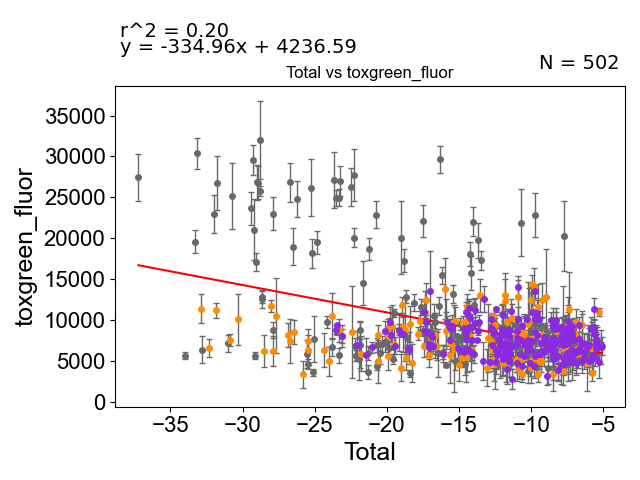 r^2 = 0.20
y = -334.96x + 4236.59
N = 502
Total vs toxgreen_fluor
toxgreen_fluor
35000
30000
25000
20000
15000
10000
5000
0
−35 −30 −25 −20 −15 −10 −5
Total